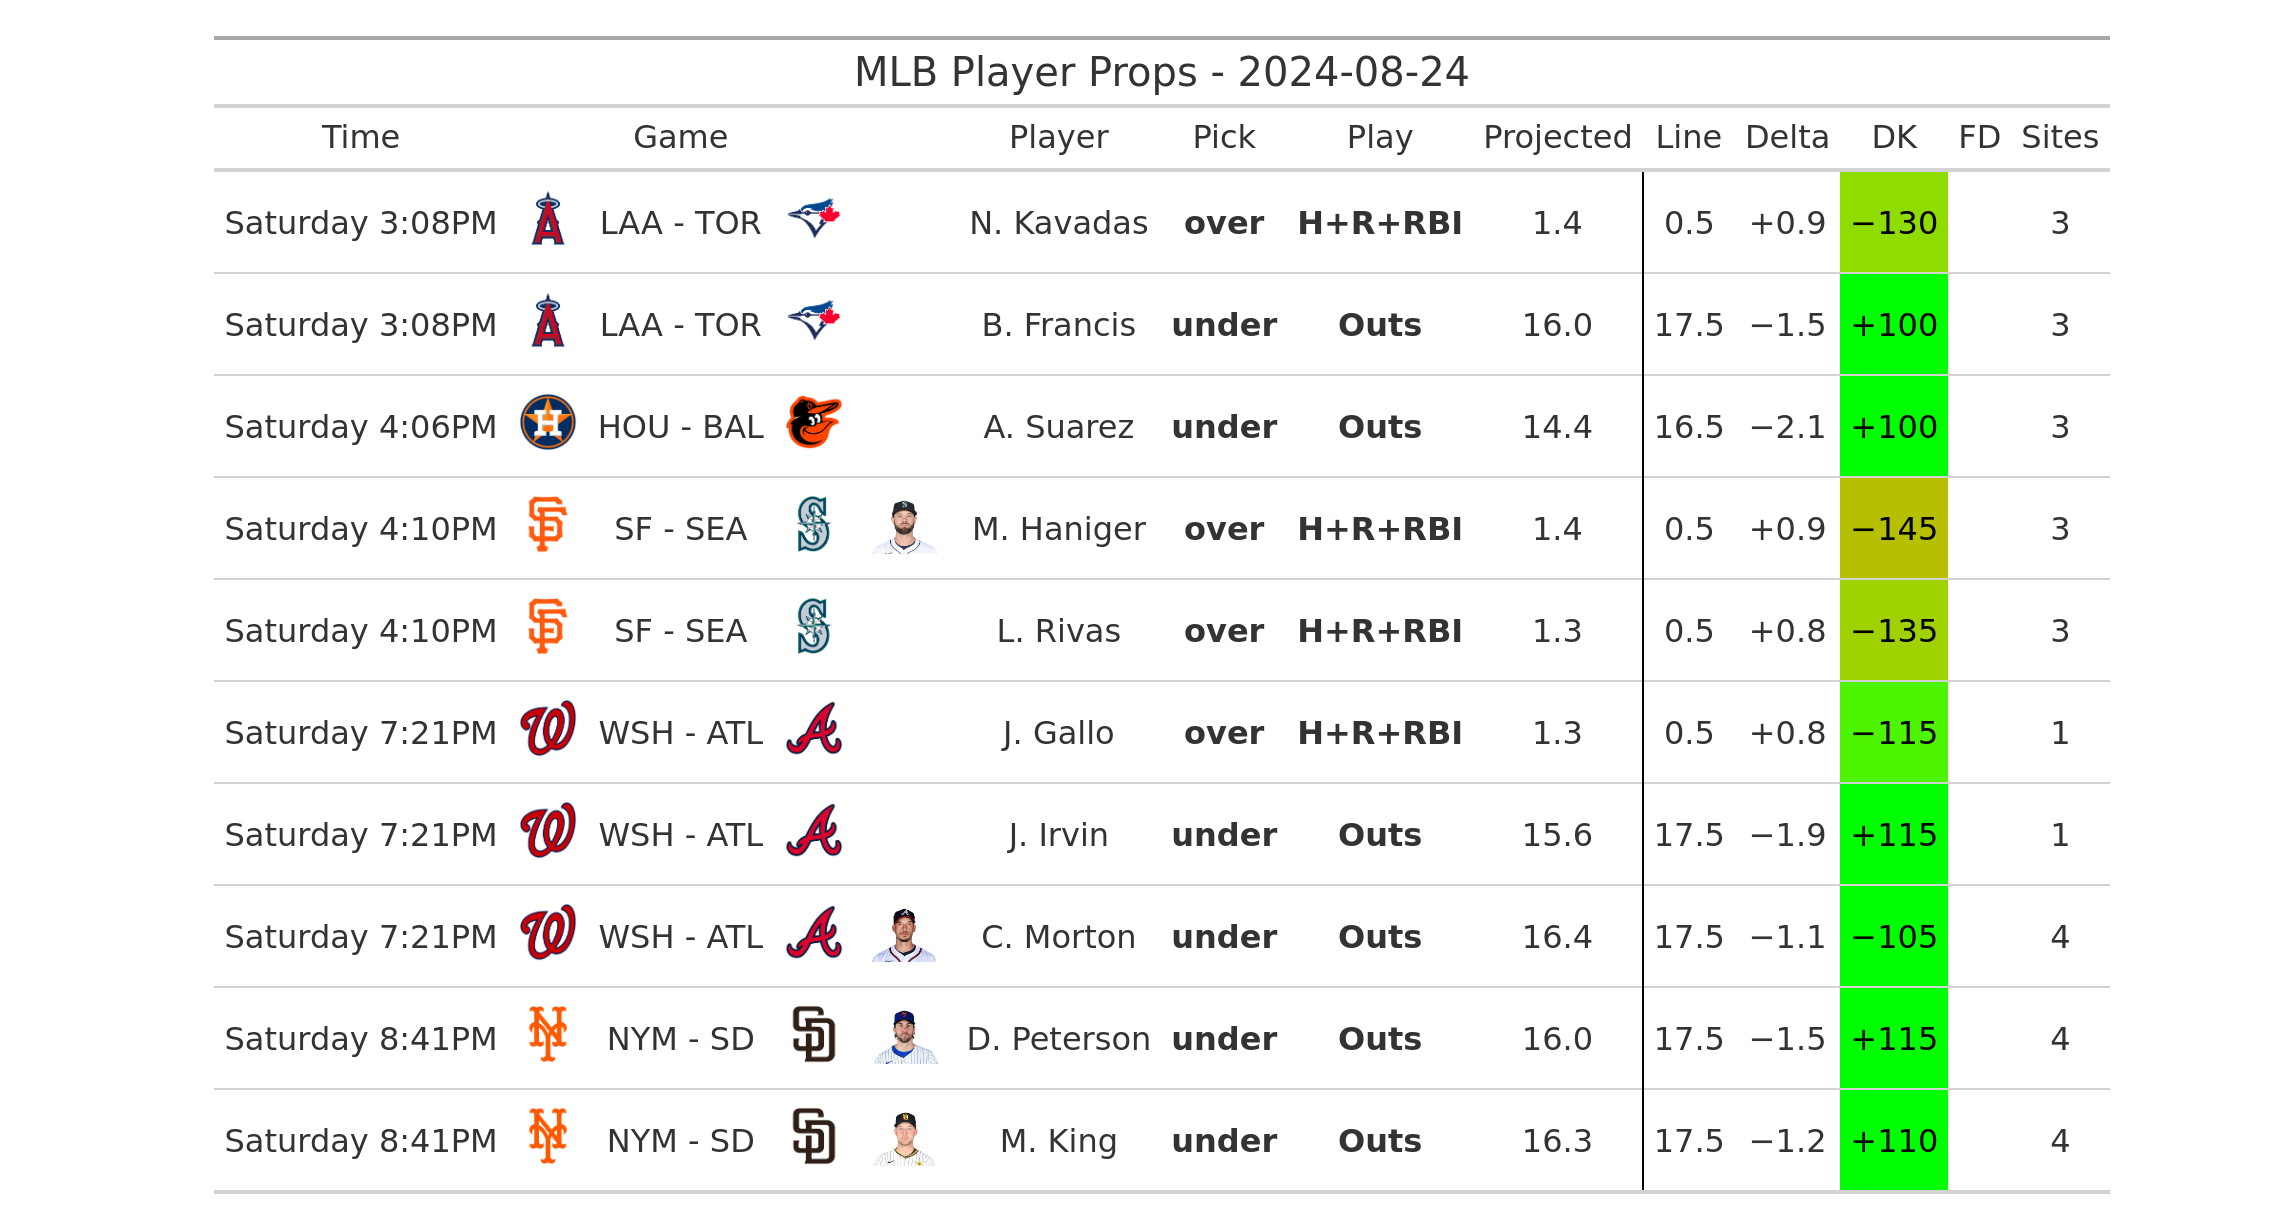 MLB Player Props - 2024-08-24
Time Game Player Pick Play Projected Line Delta DK FD Sites
Saturday 3:08PM LAA - TOR N. Kavadas over H+R+RBI 1.4 0.5 +0.9 −130 3
Saturday 3:08PM LAA - TOR B. Francis under Outs 16.0 17.5 −1.5 +100 3
Saturday 4:06PM HOU - BAL A. Suarez under Outs 14.4 16.5 −2.1 +100 3
Saturday 4:10PM SF - SEA M. Haniger over H+R+RBI 1.4 0.5 +0.9 −145 3
Saturday 4:10PM SF - SEA L. Rivas over H+R+RBI 1.3 0.5 +0.8 −135 3
Saturday 7:21PM WSH - ATL J. Gallo over H+R+RBI 1.3 0.5 +0.8 −115 1
Saturday 7:21PM WSH - ATL J. Irvin under Outs 15.6 17.5 −1.9 +115 1
Saturday 7:21PM WSH - ATL C. Morton under Outs 16.4 17.5 −1.1 −105 4
Saturday 8:41PM NYM - SD D. Peterson under Outs 16.0 17.5 −1.5 +115 4
Saturday 8:41PM NYM - SD M. King under Outs 16.3 17.5 −1.2 +110 4